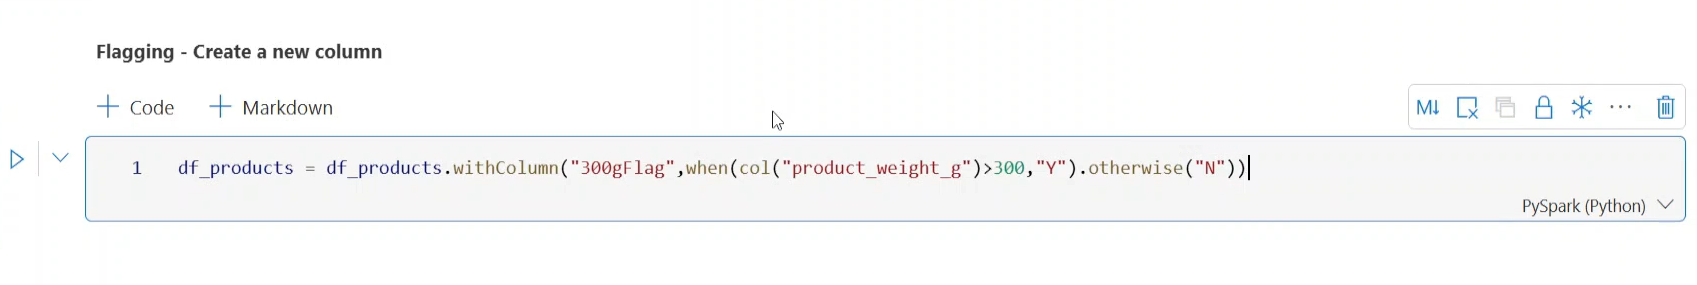 Flagging - Create a new column
+ Code + Markdown
M↓ ...
1 df_products = df_products.withColumn("300gFlag",when(col("product_weight_g")>300,"Y").otherwise("N"))
PySpark (Python)